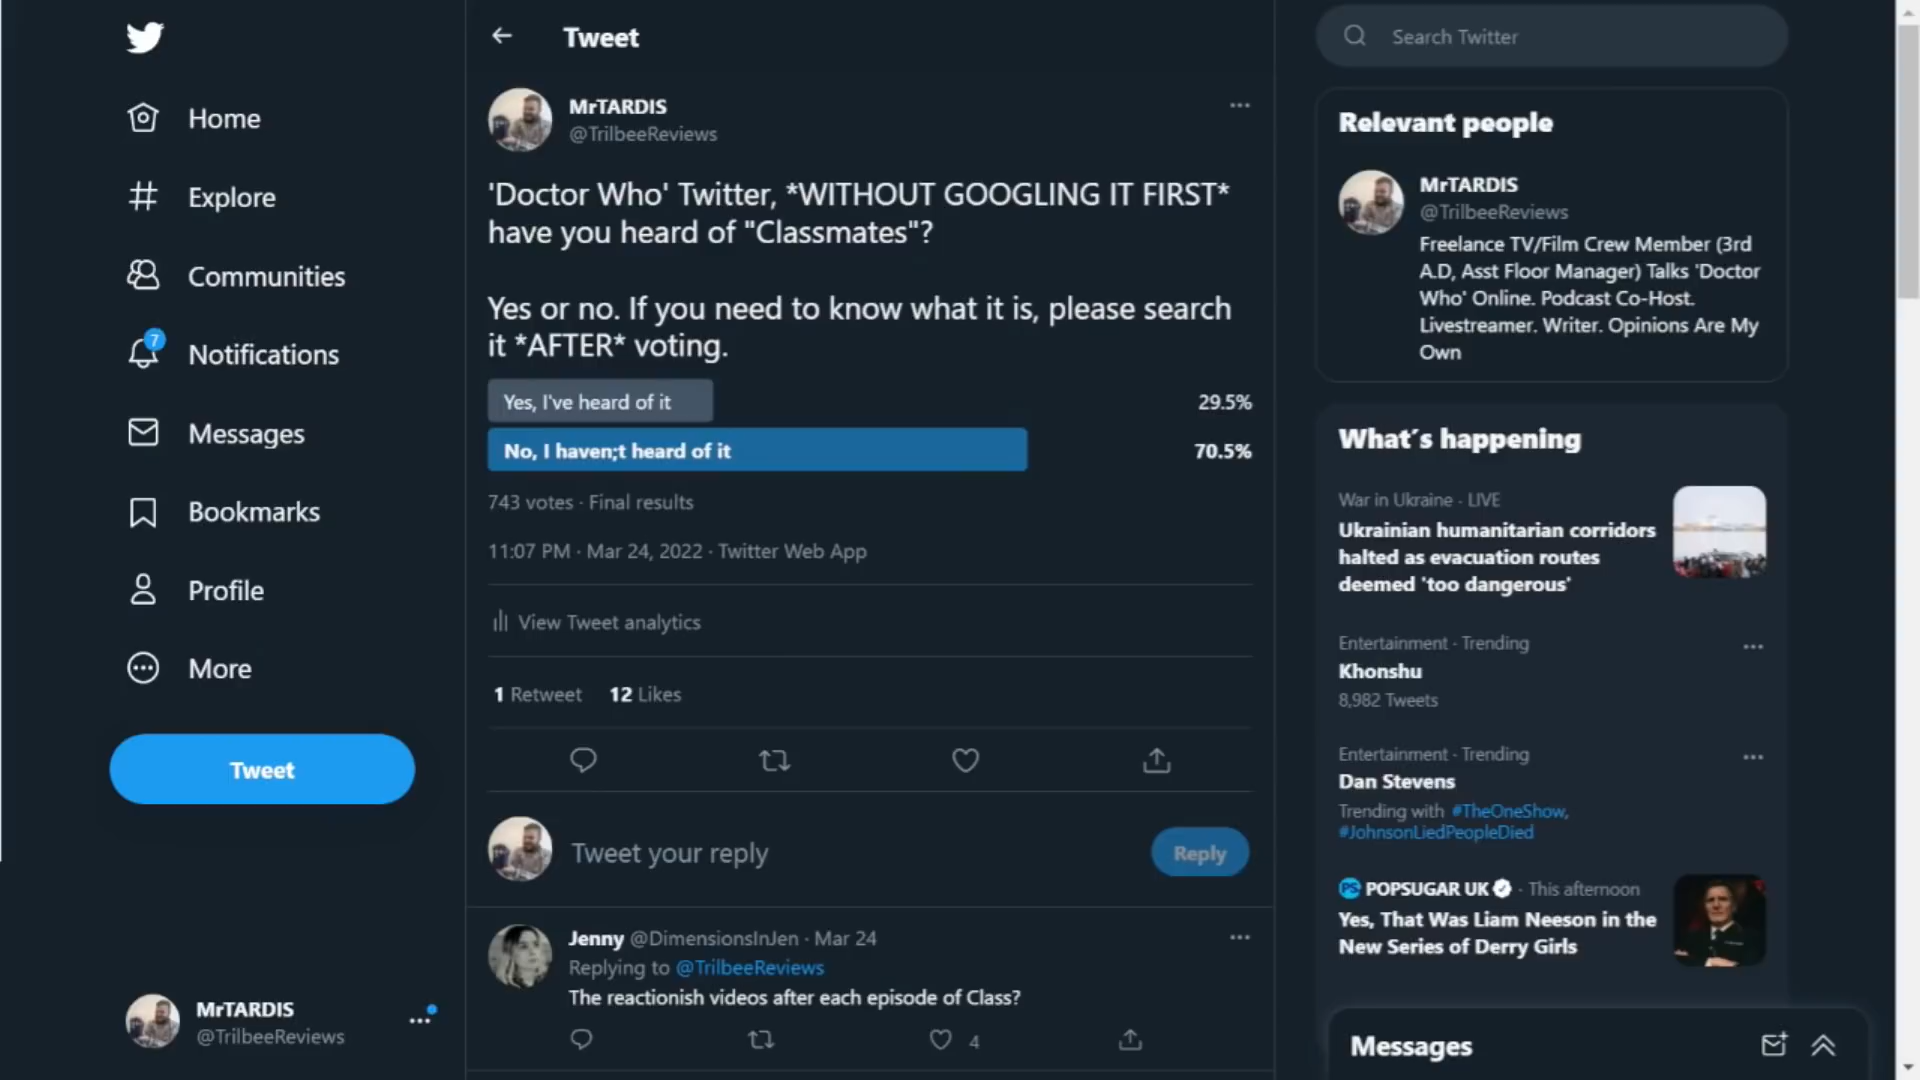 Home
Explore
Communities
7
Notifications
Messages
Bookmarks
Profile
More
Tweet
MrTARDIS
@TrilbeeReviews
Tweet
MrTARDIS
@TrilbeeReviews
'Doctor Who' Twitter, *WITHOUT GOOGLING IT FIRST*
have you heard of "Classmates"?
Yes or no. If you need to know what it is, please search
it *AFTER* voting.
Yes, I've heard of it 29.5%
No, I haven;t heard of it 70.5%
743 votes · Final results
11:07 PM · Mar 24, 2022 · Twitter Web App
View Tweet analytics
1 Retweet 12 Likes
Tweet your reply
Reply
Jenny @DimensionsInJen · Mar 24
Replying to @TrilbeeReviews
The reactionish videos after each episode of Class?
4
Search Twitter
Relevant people
MrTARDIS
@TrilbeeReviews
Freelance TV/Film Crew Member (3rd
A.D, Asst Floor Manager) Talks 'Doctor
Who' Online. Podcast Co-Host.
Livestreamer. Writer. Opinions Are My
Own
What´s happening
War in Ukraine · LIVE
Ukrainian humanitarian corridors
halted as evacuation routes
deemed 'too dangerous'
Entertainment · Trending
Khonshu
8,982 Tweets
Entertainment · Trending
Dan Stevens
Trending with #TheOneShow,
#JohnsonLiedPeopleDied
PS POPSUGAR UK · This afternoon
Yes, That Was Liam Neeson in the
New Series of Derry Girls
Messages